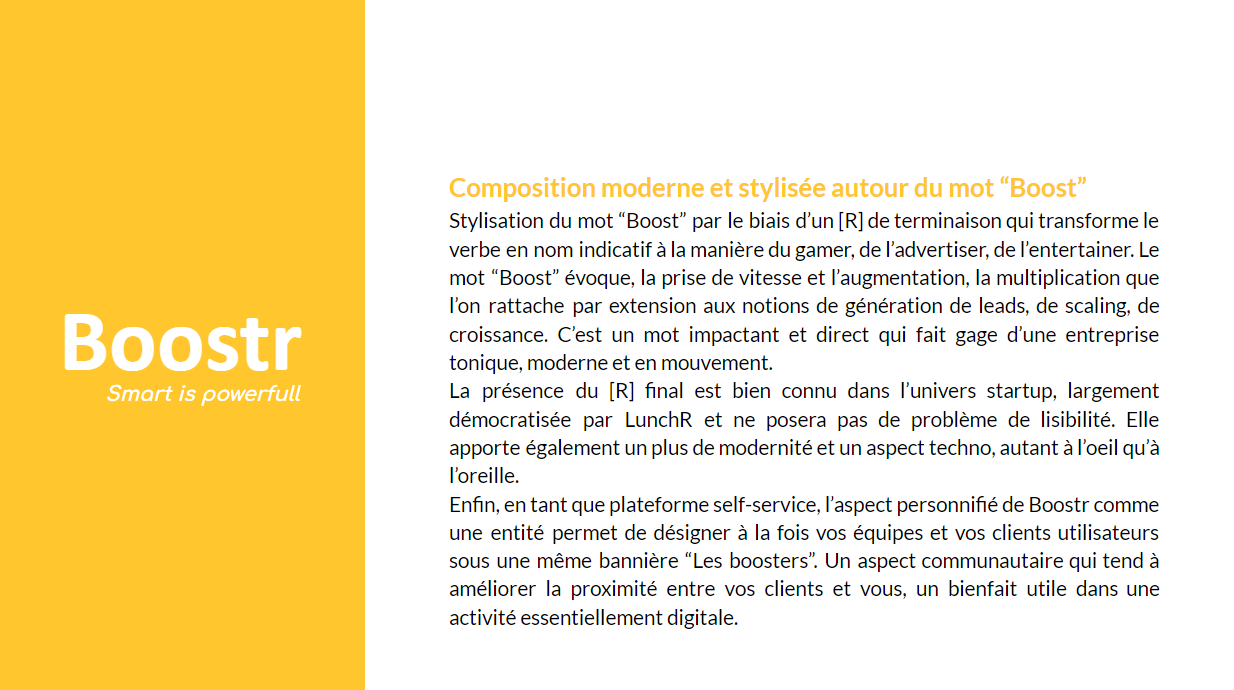 Boostr
Smart is powerfull
Composition moderne et stylisée autour du mot “Boost”
Stylisation du mot “Boost” par le biais d’un [R] de terminaison qui transforme le
verbe en nom indicatif à la manière du gamer, de l’advertiser, de l’entertainer. Le
mot “Boost” évoque, la prise de vitesse et l’augmentation, la multiplication que
l’on rattache par extension aux notions de génération de leads, de scaling, de
croissance. C’est un mot impactant et direct qui fait gage d’une entreprise
tonique, moderne et en mouvement.
La présence du [R] final est bien connu dans l’univers startup, largement
démocratisée par LunchR et ne posera pas de problème de lisibilité. Elle
apporte également un plus de modernité et un aspect techno, autant à l’oeil qu’à
l’oreille.
Enfin, en tant que plateforme self-service, l’aspect personnifié de Boostr comme
une entité permet de désigner à la fois vos équipes et vos clients utilisateurs
sous une même bannière “Les boosters”. Un aspect communautaire qui tend à
améliorer la proximité entre vos clients et vous, un bienfait utile dans une
activité essentiellement digitale.